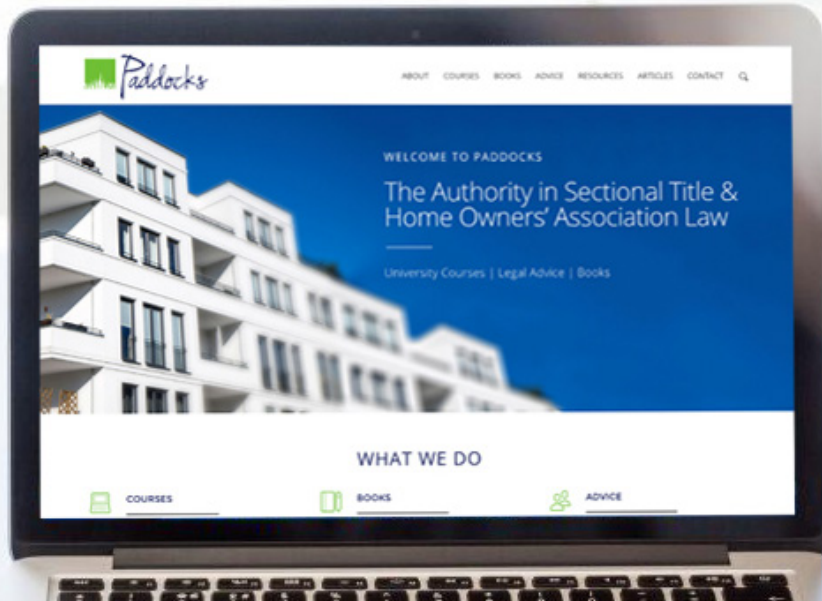 Paddocks
ABOUT COURSES BOOKS ADVICE RESOURCES ARTICLES CONTACT
WELCOME TO PADDOCKS
The Authority in Sectional Title &
Home Owners' Association Law
University Courses | Legal Advice | Books
WHAT WE DO
COURSES BOOKS ADVICE